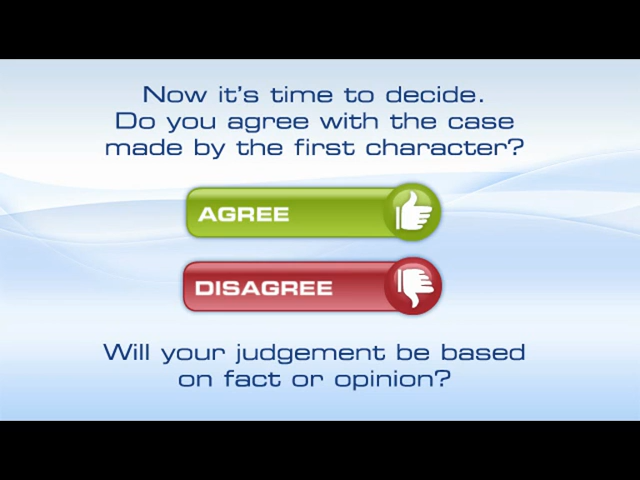 Now it's time to decide.
Do you agree with the case
made by the first character?
AGREE
DISAGREE
Will your judgement be based
on fact or opinion?